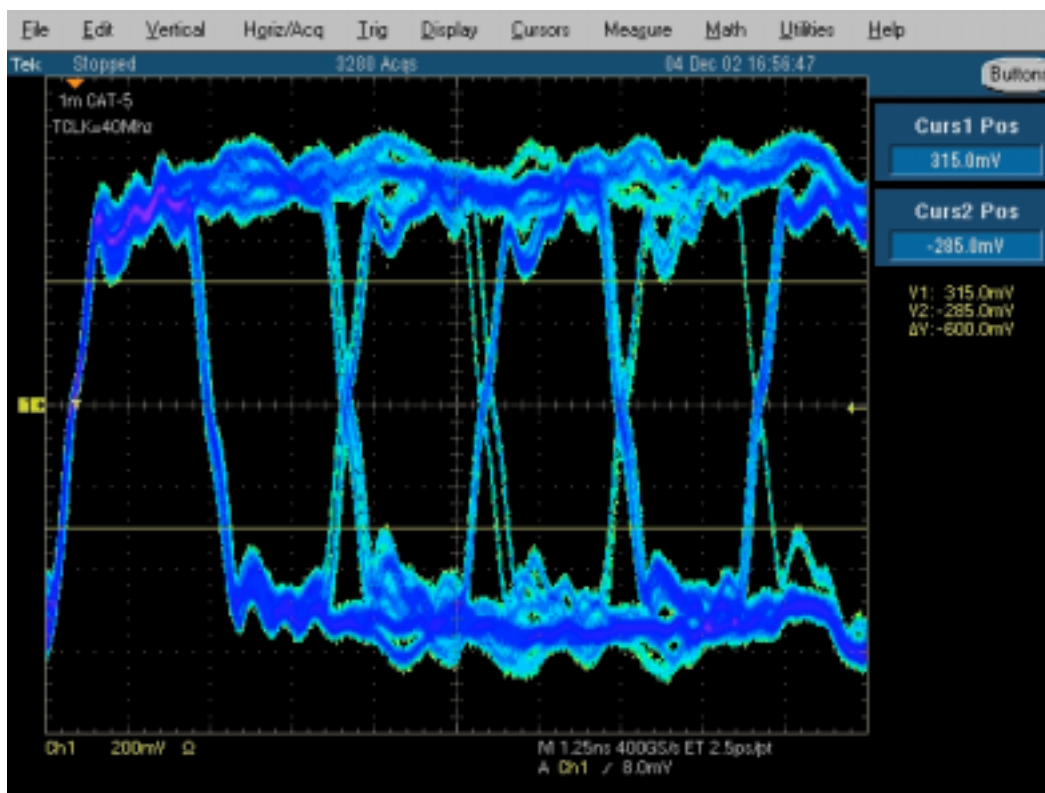 File Edit Vertical Horiz/Acq Trig Display Cursors Measure Math Utilities Help
Tek Stopped 3280 Acqs 04 Dec 02 16:56:47
Buttons
1m CAT-5
TCLK=40Mhz
Curs1 Pos
315.0mV
Curs2 Pos
-285.0mV
V1: 315.0mV
V2:-285.0mV
ΔV:-600.0mV
Ch1 200mV Ω M 1.25ns 400GS/s ET 2.5ps/pt
A Ch1 / 8.0mV